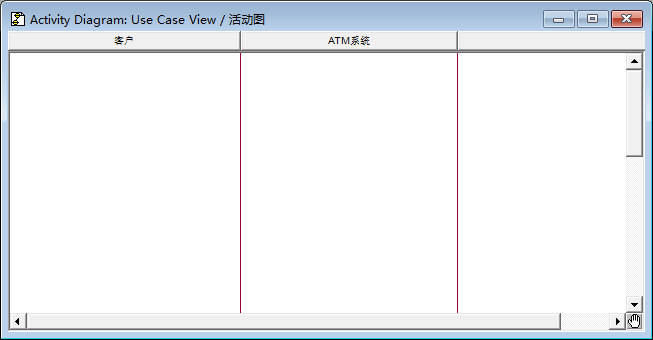 Activity Diagram: Use Case View / 活动图
客户
ATM系统